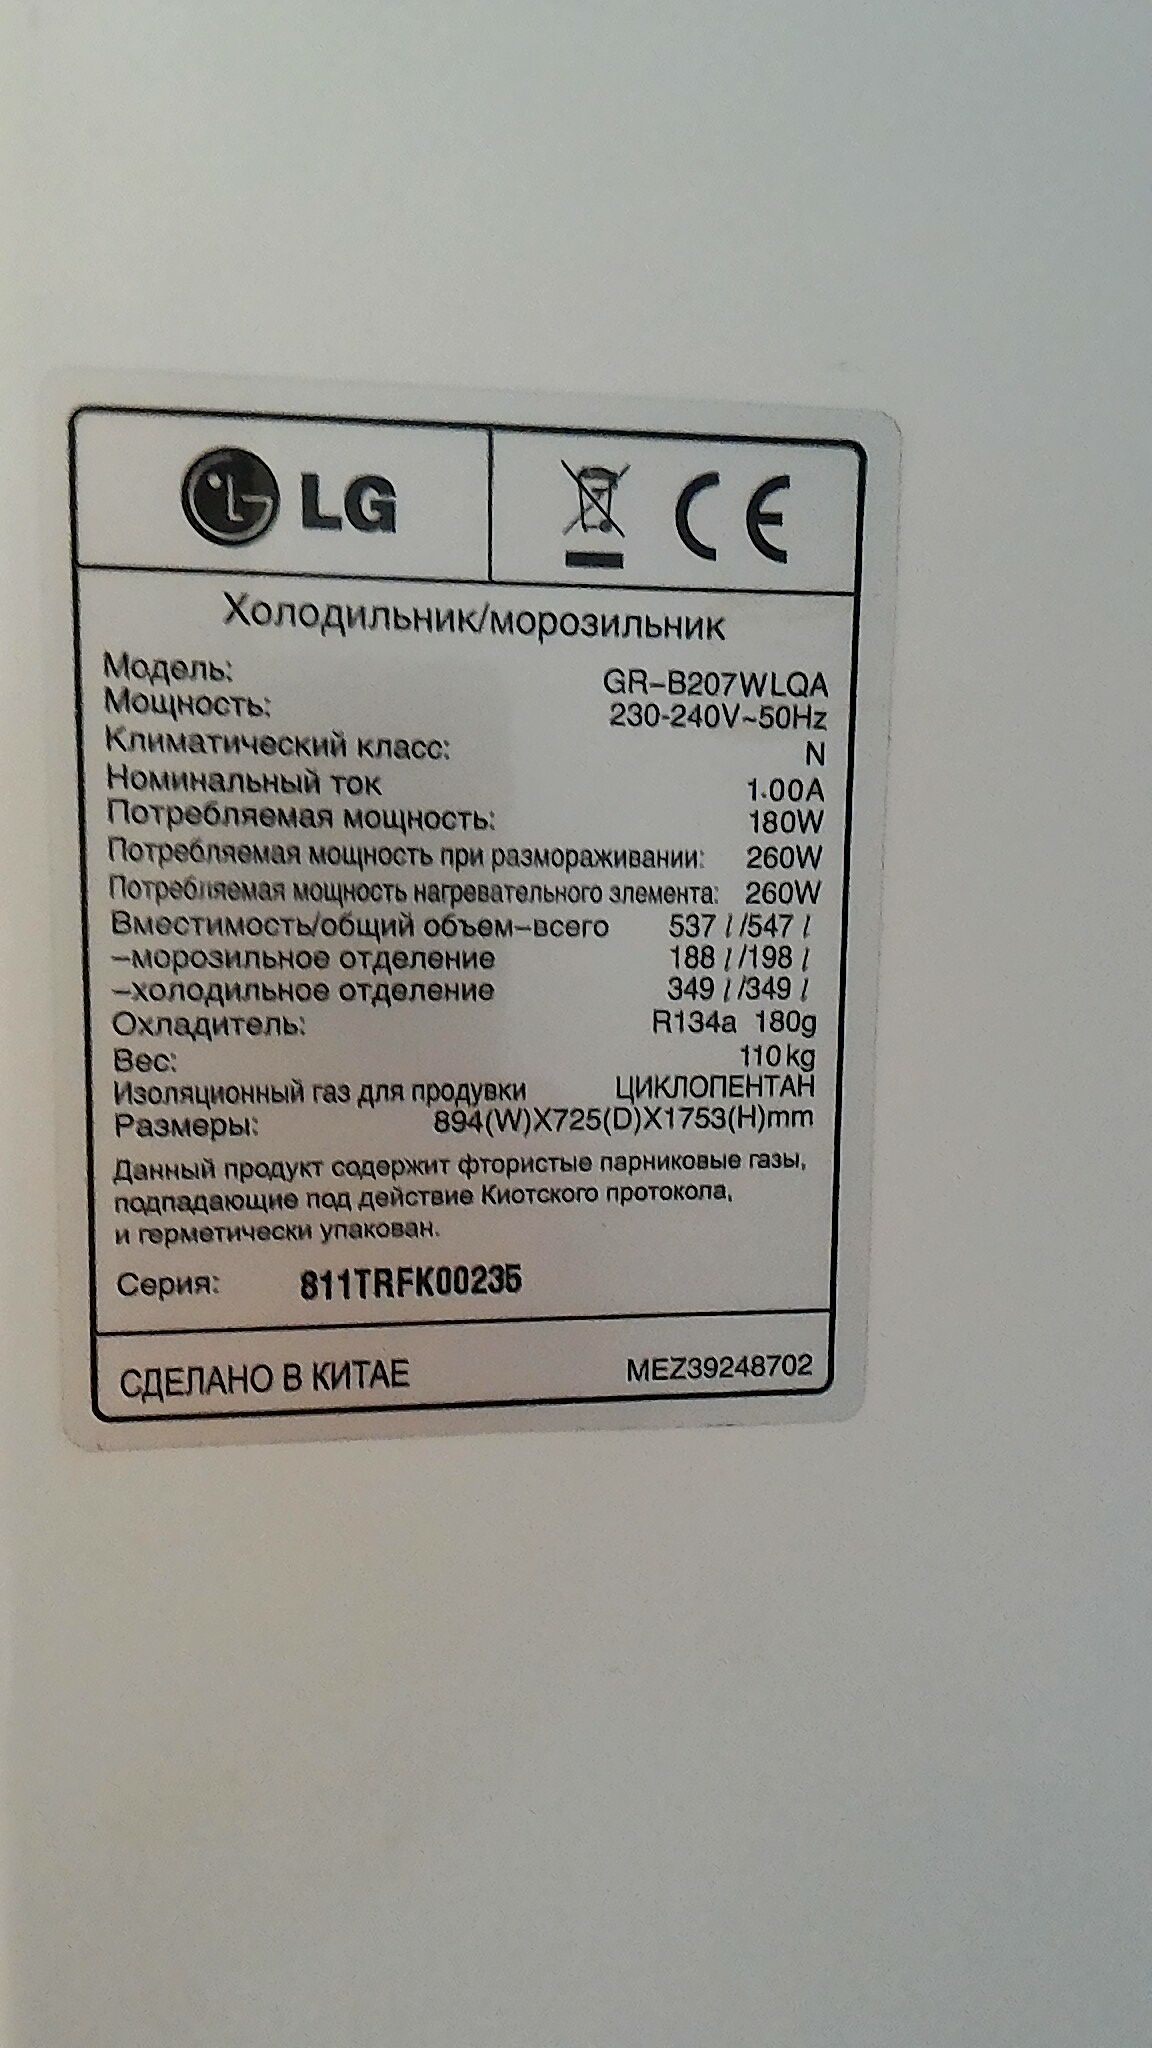 LG CE
Холодильник/морозильник
Модель: GR-B207WLQA
Мощность: 230-240V~50Hz
Климатический класс: N
Номинальный ток 1.00A
Потребляемая мощность: 180W
Потребляемая мощность при размораживании: 260W
Потребляемая мощность нагревательного элемента: 260W
Вместимость/общий объем-всего 537 l/547 l
-морозильное отделение 188 l/198 l
-холодильное отделение 349 l/349 l
Охладитель: R134a 180g
Вес: 110kg
Изоляционный газ для продувки ЦИКЛОПЕНТАН
Размеры: 894(W)X725(D)X1753(H)mm
Данный продукт содержит фтористые парниковые газы,
подпадающие под действие Киотского протокола,
и герметически упакован.
Серия: 811TRFK00235
СДЕЛАНО В КИТАЕ MEZ39248702